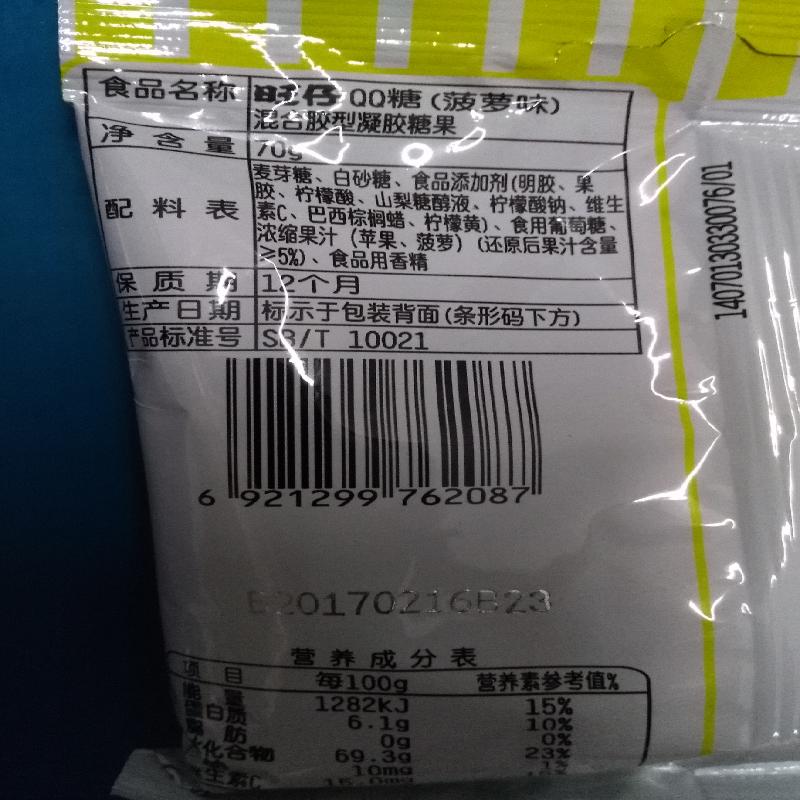 食品名称 旺仔QQ糖(菠萝味)
混合胶型凝胶糖果
净含量 70g
配料表 麦芽糖、白砂糖、食品添加剂(明胶、果
胶、柠檬酸、山梨糖醇液、柠檬酸钠、维生
素C、巴西棕榈蜡、柠檬黄)、食用葡萄糖、
浓缩果汁(苹果、菠萝)(还原后果汁含量
≥5%)、食品用香精
保质期 12个月
生产日期 标示于包装背面(条形码下方)
产品标准号 SB/T 10021
6 921299 762087
20170216B23
营养成分表
项目 每100g 营养素参考值%
能量 1282KJ 15%
蛋白质 6.1g 10%
脂肪 0g 0%
碳水化合物 69.3g 23%
10mg 1%
维生素C 15.0mg
14070130330076/01